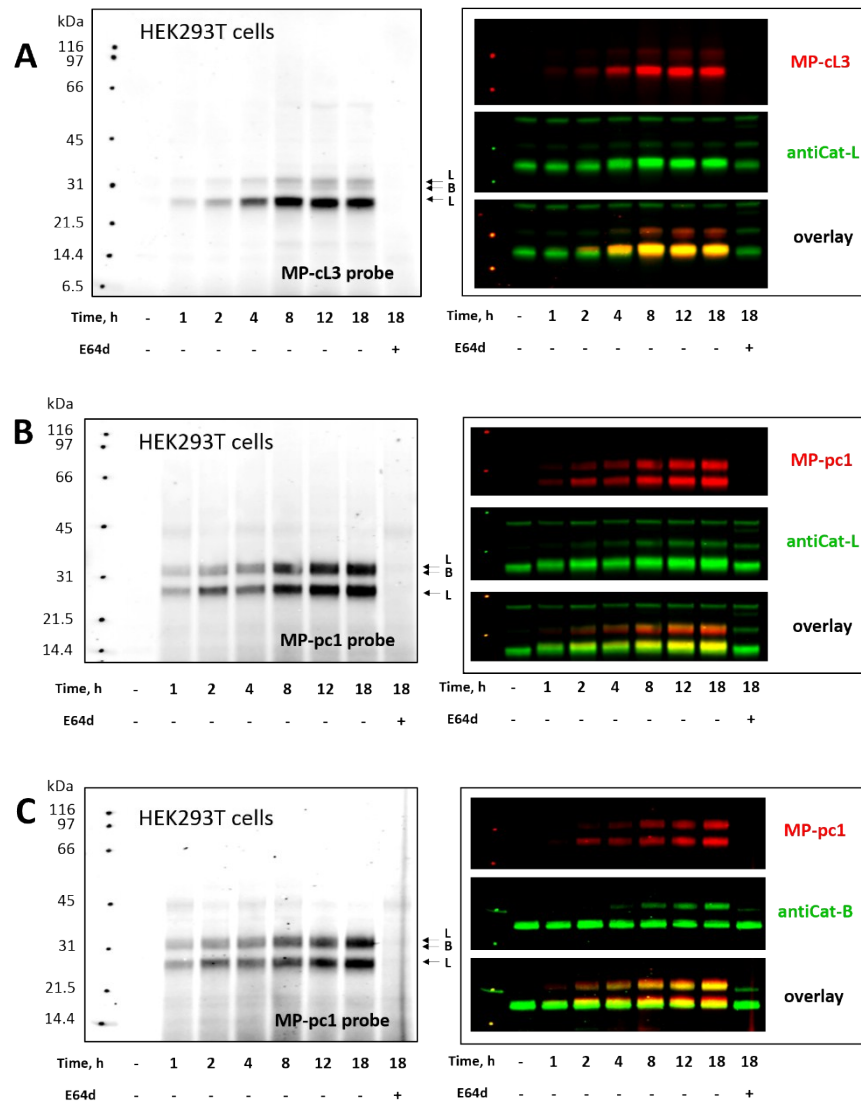 A
kDa
116
97
66
45
31
21.5
14.4
6.5
HEK293T cells
MP-cL3 probe
L
B
L
MP-cL3
antiCat-L
overlay
Time, h - 1 2 4 8 12 18 18
E64d - - - - - - - +
Time, h - 1 2 4 8 12 18 18
E64d - - - - - - - +
B
kDa
116
97
66
45
31
21.5
14.4
HEK293T cells
MP-pc1 probe
L
B
L
MP-pc1
antiCat-L
overlay
Time, h - 1 2 4 8 12 18 18
E64d - - - - - - - +
Time, h - 1 2 4 8 12 18 18
E64d - - - - - - - +
C
kDa
116
97
66
45
31
21.5
14.4
HEK293T cells
MP-pc1 probe
L
B
L
MP-pc1
antiCat-B
overlay
Time, h - 1 2 4 8 12 18 18
E64d - - - - - - - +
Time, h - 1 2 4 8 12 18 18
E64d - - - - - - - +